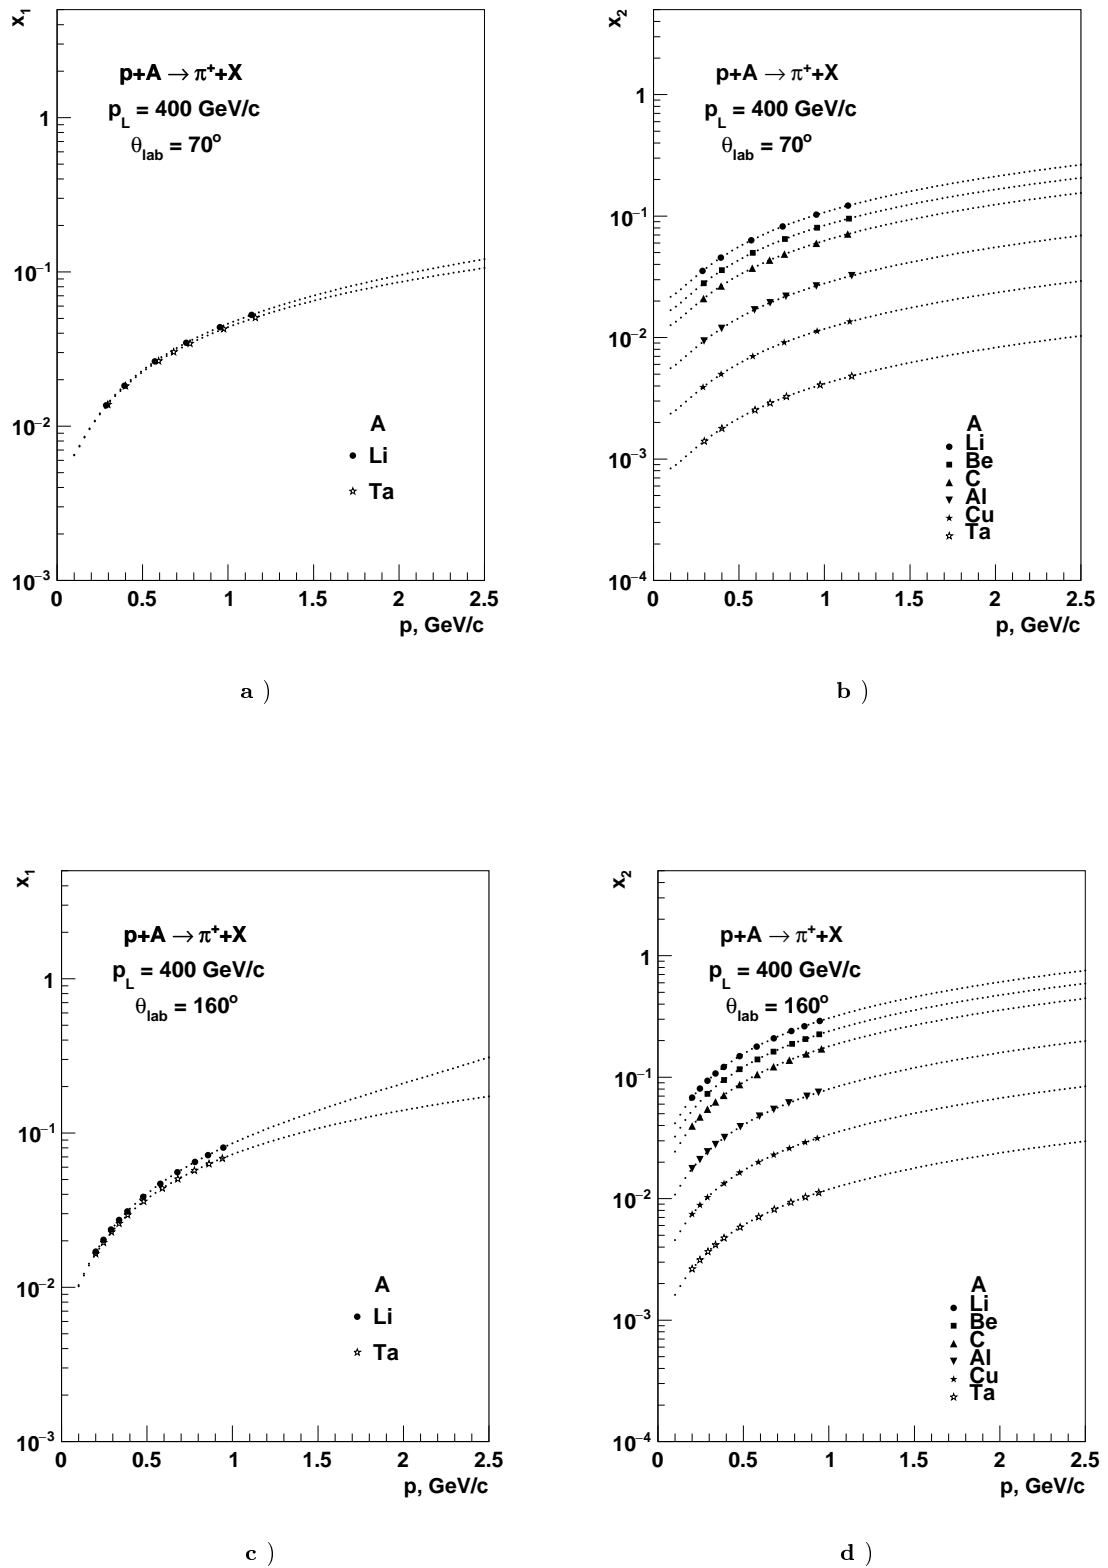 x₁
p+A → π⁺+X
p_L = 400 GeV/c
θ_lab = 70°
1
10⁻¹
10⁻²
10⁻³
A
Li
Ta
0 0.5 1 1.5 2 2.5
p, GeV/c
a )
x₂
p+A → π⁺+X
p_L = 400 GeV/c
θ_lab = 70°
1
10⁻¹
10⁻²
10⁻³
10⁻⁴
A
Li
Be
C
Al
Cu
Ta
0 0.5 1 1.5 2 2.5
p, GeV/c
b )
x₁
p+A → π⁺+X
p_L = 400 GeV/c
θ_lab = 160°
1
10⁻¹
10⁻²
10⁻³
A
Li
Ta
0 0.5 1 1.5 2 2.5
p, GeV/c
c )
x₂
p+A → π⁺+X
p_L = 400 GeV/c
θ_lab = 160°
1
10⁻¹
10⁻²
10⁻³
10⁻⁴
A
Li
Be
C
Al
Cu
Ta
0 0.5 1 1.5 2 2.5
p, GeV/c
d )